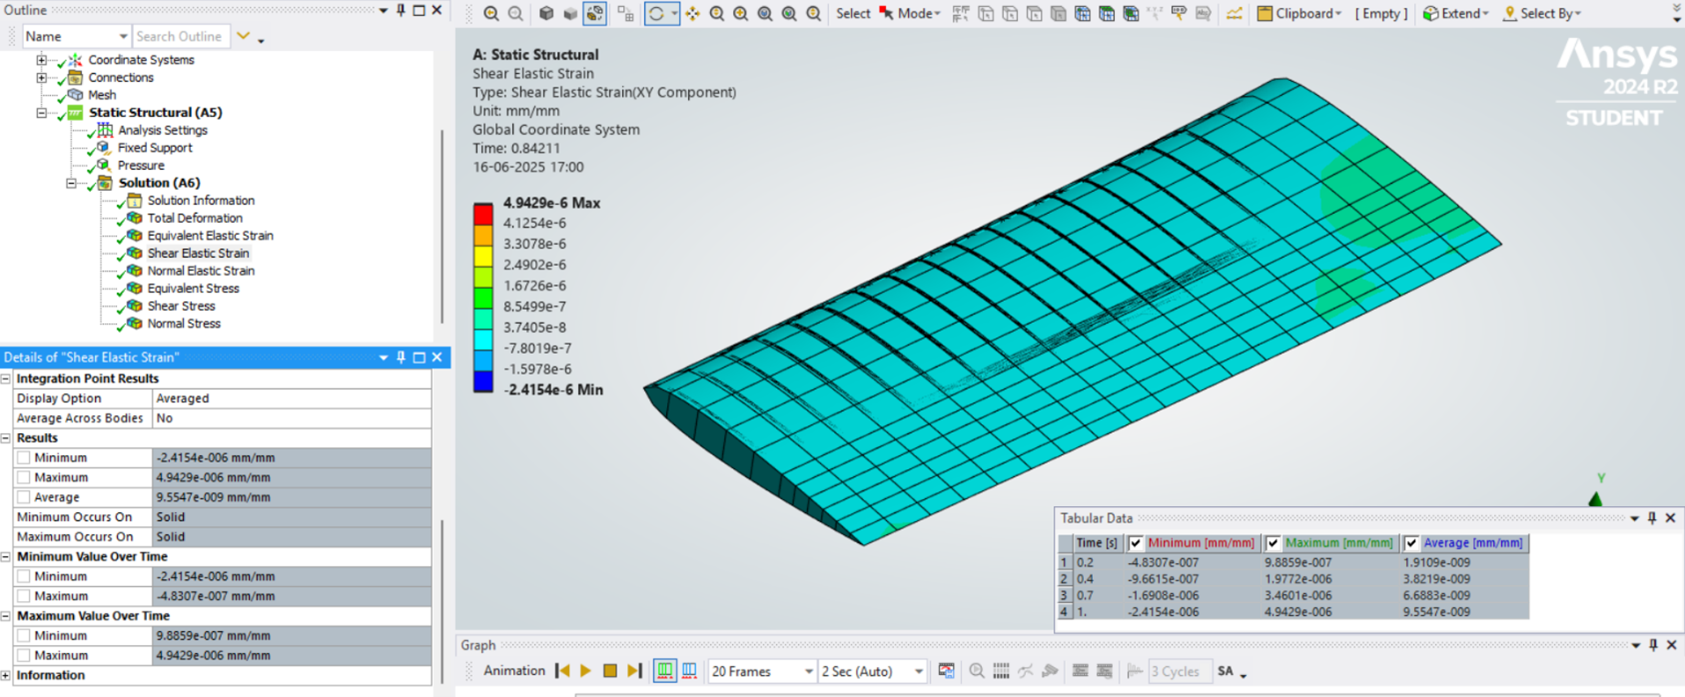 Outline
Name
Search Outline
Coordinate Systems
Connections
Mesh
Static Structural (A5)
Analysis Settings
Fixed Support
Pressure
Solution (A6)
Solution Information
Total Deformation
Equivalent Elastic Strain
Shear Elastic Strain
Normal Elastic Strain
Equivalent Stress
Shear Stress
Normal Stress
Details of "Shear Elastic Strain"
Integration Point Results
Display Option Averaged
Average Across Bodies No
Results
Minimum -2.4154e-006 mm/mm
Maximum 4.9429e-006 mm/mm
Average 9.5547e-009 mm/mm
Minimum Occurs On Solid
Maximum Occurs On Solid
Minimum Value Over Time
Minimum -2.4154e-006 mm/mm
Maximum -4.8307e-007 mm/mm
Maximum Value Over Time
Minimum 9.8859e-007 mm/mm
Maximum 4.9429e-006 mm/mm
Information
Select Mode Clipboard [ Empty ] Extend Select By
A: Static Structural
Shear Elastic Strain
Type: Shear Elastic Strain(XY Component)
Unit: mm/mm
Global Coordinate System
Time: 0.84211
16-06-2025 17:00
4.9429e-6 Max
4.1254e-6
3.3078e-6
2.4902e-6
1.6726e-6
8.5499e-7
3.7405e-8
-7.8019e-7
-1.5978e-6
-2.4154e-6 Min
Ansys
2024 R2
STUDENT
Y
Tabular Data
Time [s] Minimum [mm/mm] Maximum [mm/mm] Average [mm/mm]
1 0.2 -4.8307e-007 9.8859e-007 1.9109e-009
2 0.4 -9.6615e-007 1.9772e-006 3.8219e-009
3 0.7 -1.6908e-006 3.4601e-006 6.6883e-009
4 1. -2.4154e-006 4.9429e-006 9.5547e-009
Graph
Animation 20 Frames 2 Sec (Auto) 3 Cycles SA